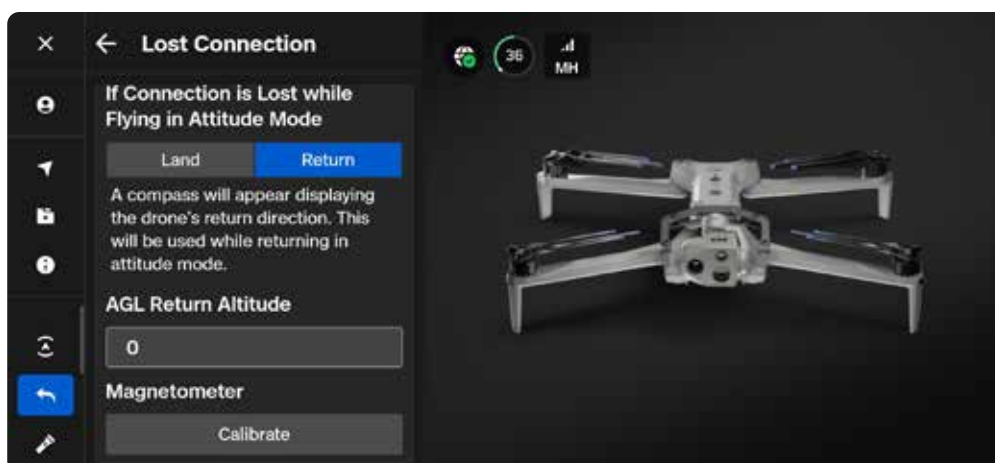 Lost Connection
36
MH
If Connection is Lost while
Flying in Attitude Mode
Land
Return
A compass will appear displaying
the drone's return direction. This
will be used while returning in
attitude mode.
AGL Return Altitude
0
Magnetometer
Calibrate